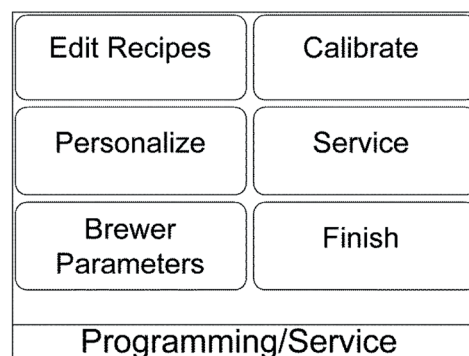 Edit Recipes
Calibrate
Personalize
Service
Brewer
Parameters
Finish
Programming/Service